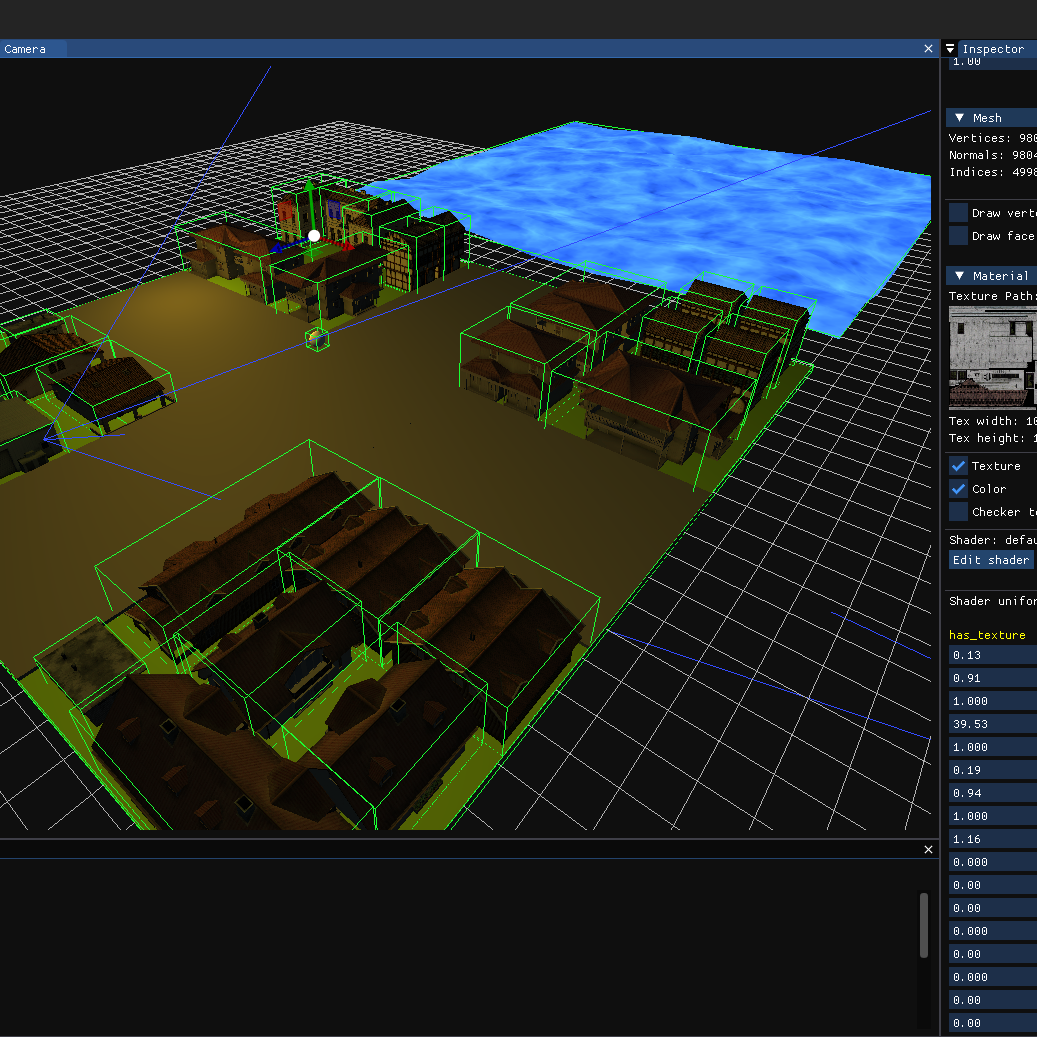 Camera
Inspector
1.00
Mesh
Vertices: 980
Normals: 9804
Indices: 4998
Draw vert
Draw face
Material
Texture Path:
Tex width: 10
Tex height: 1
Texture
Color
Checker t
Shader: defau
Edit shader
Shader unifor
has_texture
0.13
0.91
1.000
39.53
1.000
0.19
0.94
1.000
1.16
0.000
0.00
0.00
0.000
0.00
0.000
0.00
0.00